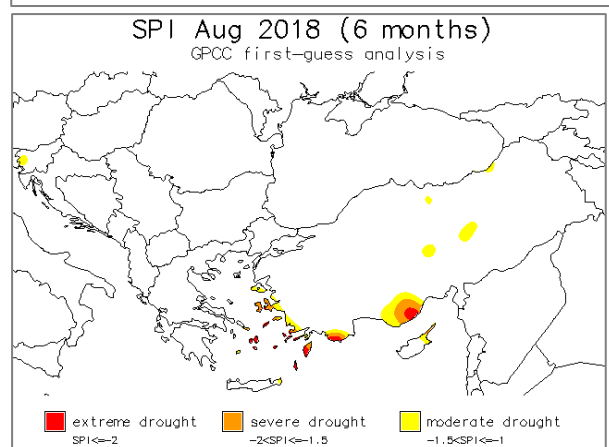 SPI Aug 2018 (6 months)
GPCC first–guess analysis
extreme drought
SPI<=-2
severe drought
-2<SPI<=-1.5
moderate drought
-1.5<SPI<=-1